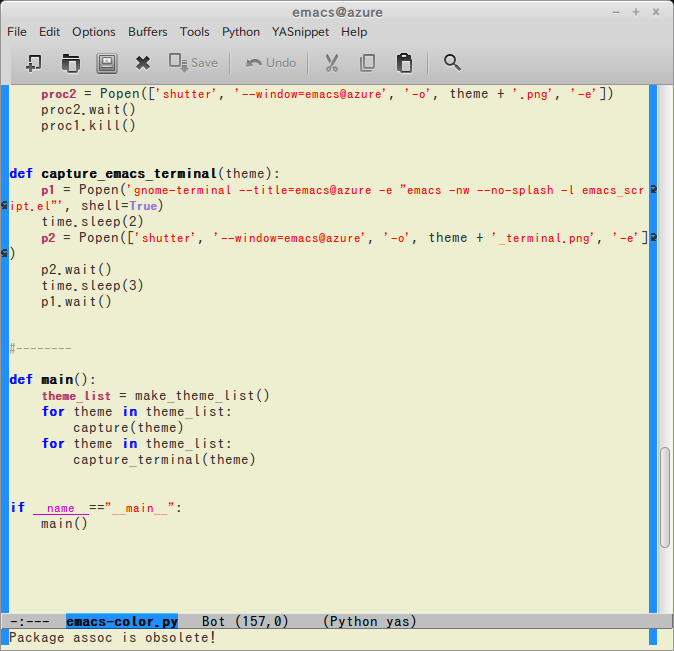 emacs@azure
File Edit Options Buffers Tools Python YASnippet Help
Save Undo
proc2 = Popen(['shutter', '--window=emacs@azure', '-o', theme + '.png', '-e'])
proc2.wait()
proc1.kill()
def capture_emacs_terminal(theme):
p1 = Popen('gnome-terminal --title=emacs@azure -e "emacs -nw --no-splash -l emacs_scr
ipt.el"', shell=True)
time.sleep(2)
p2 = Popen(['shutter', '--window=emacs@azure', '-o', theme + '_terminal.png', '-e']
)
p2.wait()
time.sleep(3)
p1.wait()
#--------
def main():
theme_list = make_theme_list()
for theme in theme_list:
capture(theme)
for theme in theme_list:
capture_terminal(theme)
if __name__=="__main__":
main()
-:--- emacs-color.py Bot (157,0) (Python yas)
Package assoc is obsolete!